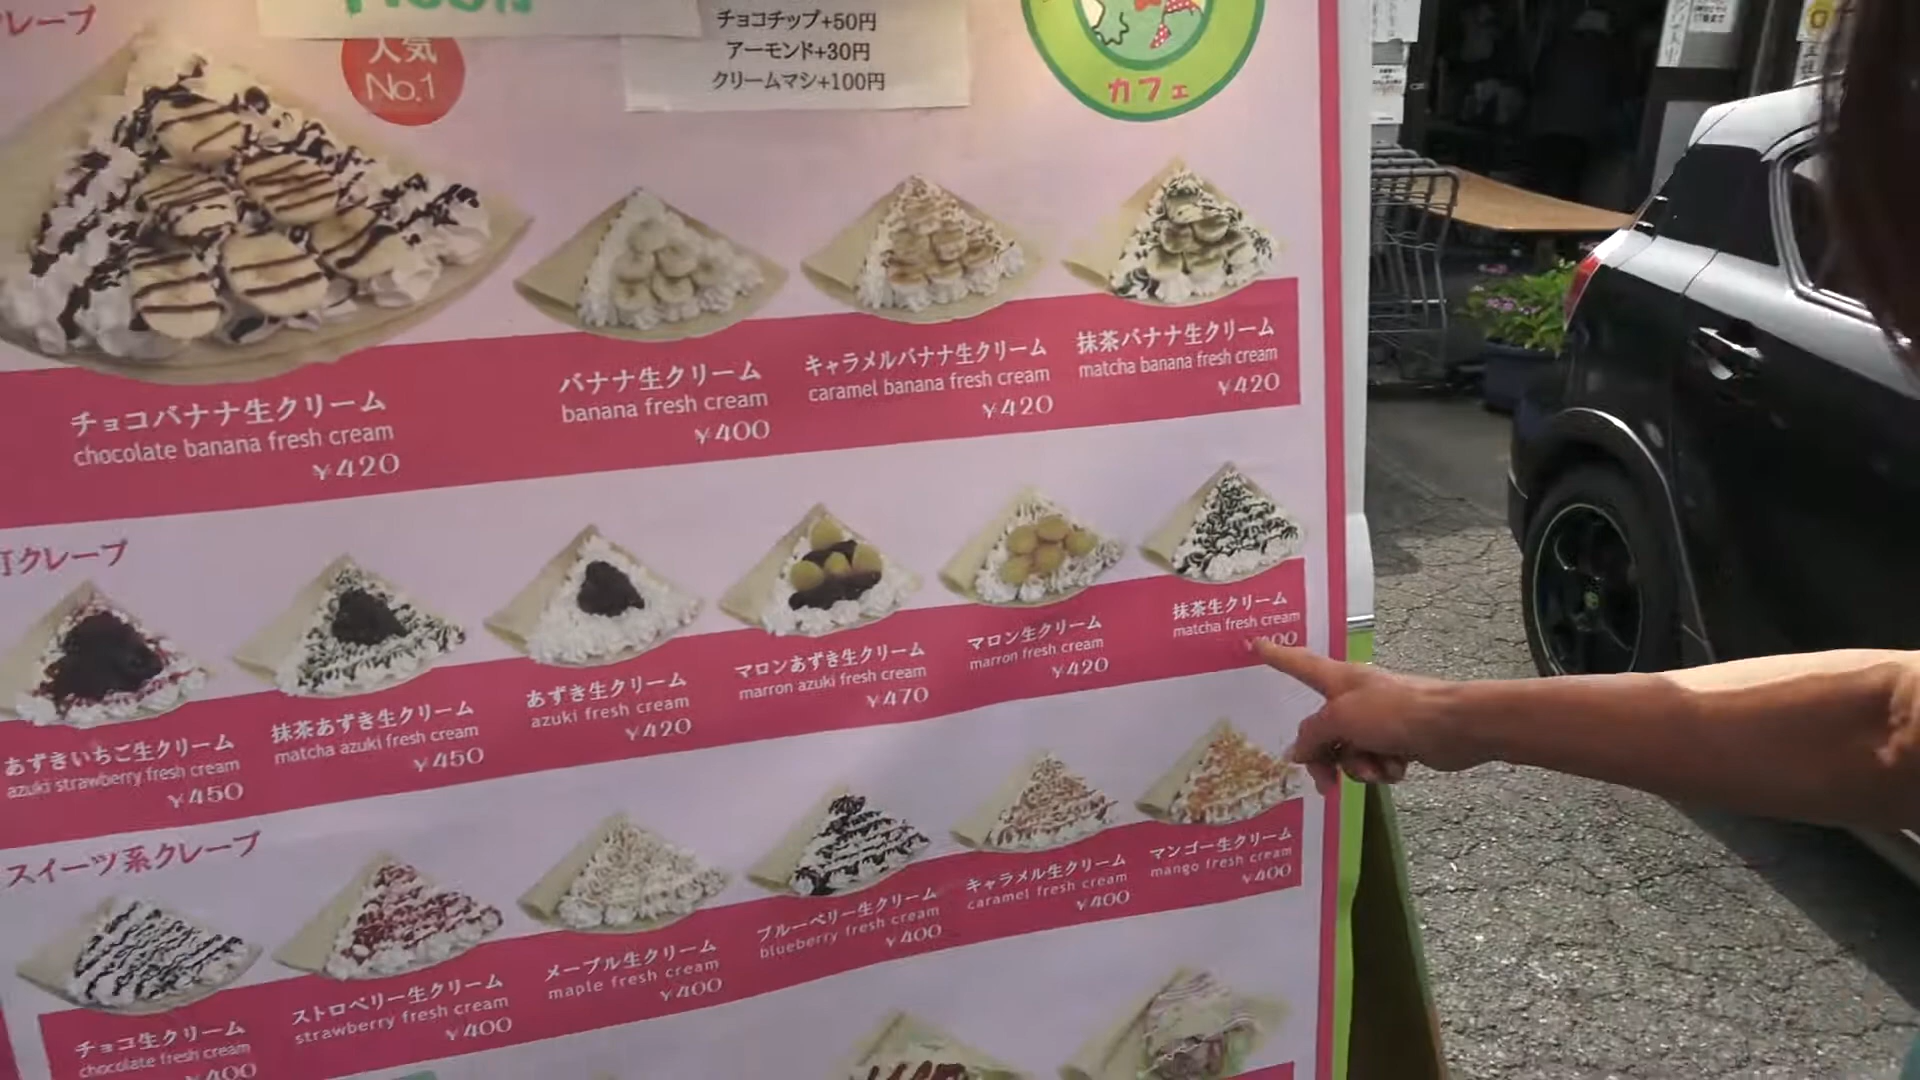 チョコチップ+50円
アーモンド+30円
クリームマシ+100円
人気
No.1
カフェ
チョコバナナ生クリーム
chocolate banana fresh cream
¥420
バナナ生クリーム
banana fresh cream
¥400
キャラメルバナナ生クリーム
caramel banana fresh cream
¥420
抹茶バナナ生クリーム
matcha banana fresh cream
¥420
クレープ
あずきいちご生クリーム
azuki strawberry fresh cream
¥450
抹茶あずき生クリーム
matcha azuki fresh cream
¥450
あずき生クリーム
azuki fresh cream
¥420
マロンあずき生クリーム
marron azuki fresh cream
¥470
マロン生クリーム
marron fresh cream
¥420
抹茶生クリーム
matcha fresh cream
スイーツ系クレープ
チョコ生クリーム
chocolate fresh cream
¥400
ストロベリー生クリーム
strawberry fresh cream
¥400
メープル生クリーム
maple fresh cream
¥400
ブルーベリー生クリーム
blueberry fresh cream
¥400
キャラメル生クリーム
caramel fresh cream
¥400
マンゴー生クリーム
mango fresh cream
¥400